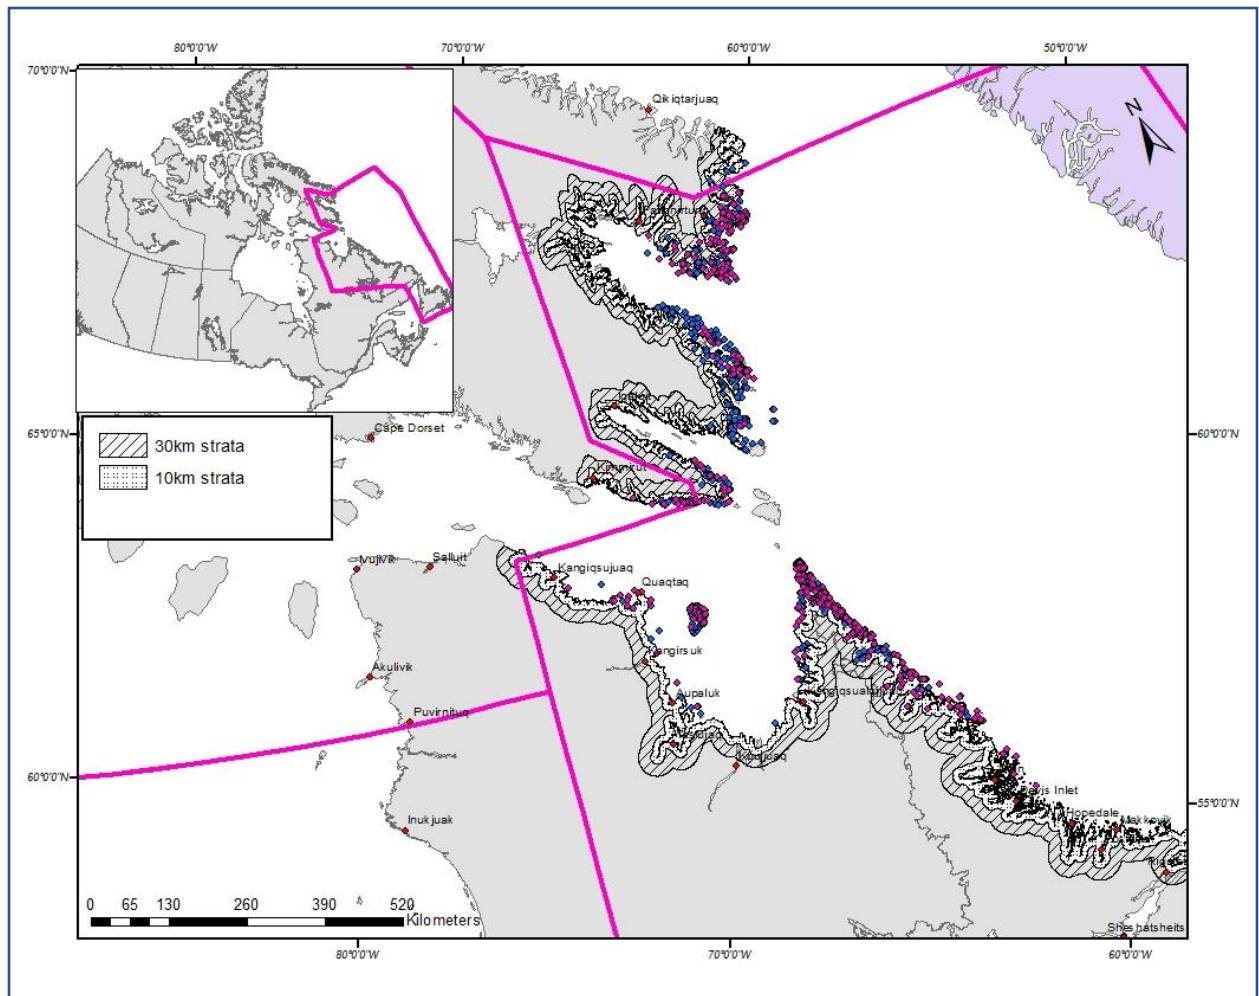 80°0'0"W
70°0'0"W
60°0'0"W
50°0'0"W
70°0'0"N
Qikiqtarjuaq
N
65°0'0"N
Cape Dorset
60°0'0"N
30km strata
10km strata
Kimmirut
Ivujivik
Salluit
Kangiqsujuaq
Quaqtaq
Kangirsuk
Akulivik
Aupaluk
Puvirnituq
60°0'0"N
Kuujjuaq
Davis Inlet
55°0'0"N
Hopedale
Makkovik
Inukjuak
0 65 130 260 390 520
Kilometers
Sheshatsheits
80°0'0"W
70°0'0"W
60°0'0"W